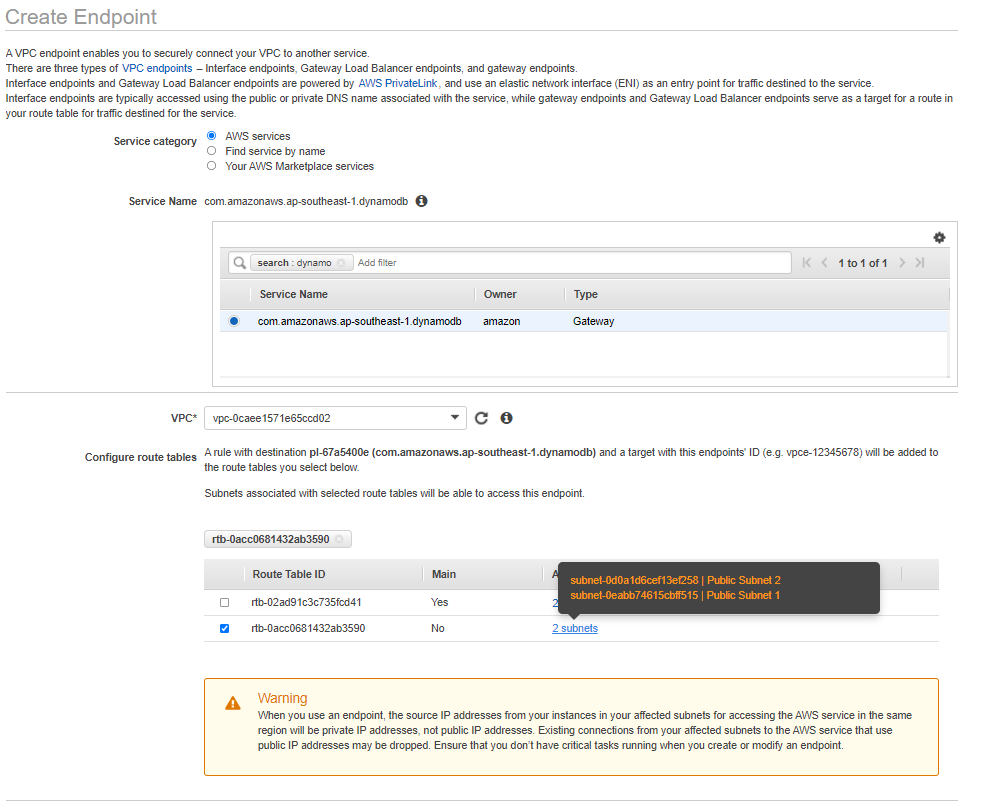 Create Endpoint
A VPC endpoint enables you to securely connect your VPC to another service.
There are three types of VPC endpoints – Interface endpoints, Gateway Load Balancer endpoints, and gateway endpoints.
Interface endpoints and Gateway Load Balancer endpoints are powered by AWS PrivateLink, and use an elastic network interface (ENI) as an entry point for traffic destined to the service.
Interface endpoints are typically accessed using the public or private DNS name associated with the service, while gateway endpoints and Gateway Load Balancer endpoints serve as a target for a route in
your route table for traffic destined for the service.
Service category
AWS services
Find service by name
Your AWS Marketplace services
Service Name com.amazonaws.ap-southeast-1.dynamodb
search : dynamo Add filter 1 to 1 of 1
Service Name Owner Type
com.amazonaws.ap-southeast-1.dynamodb amazon Gateway
VPC* vpc-0caee1571e65ccd02
Configure route tables
A rule with destination pl-67a5400e (com.amazonaws.ap-southeast-1.dynamodb) and a target with this endpoints' ID (e.g. vpce-12345678) will be added to
the route tables you select below.
Subnets associated with selected route tables will be able to access this endpoint.
rtb-0acc0681432ab3590
Route Table ID Main A
subnet-0d0a1d6cef13ef258 | Public Subnet 2
subnet-0eabb74615cbff515 | Public Subnet 1
rtb-02ad91c3c735fcd41 Yes 2
rtb-0acc0681432ab3590 No 2 subnets
Warning
When you use an endpoint, the source IP addresses from your instances in your affected subnets for accessing the AWS service in the same
region will be private IP addresses, not public IP addresses. Existing connections from your affected subnets to the AWS service that use
public IP addresses may be dropped. Ensure that you don't have critical tasks running when you create or modify an endpoint.